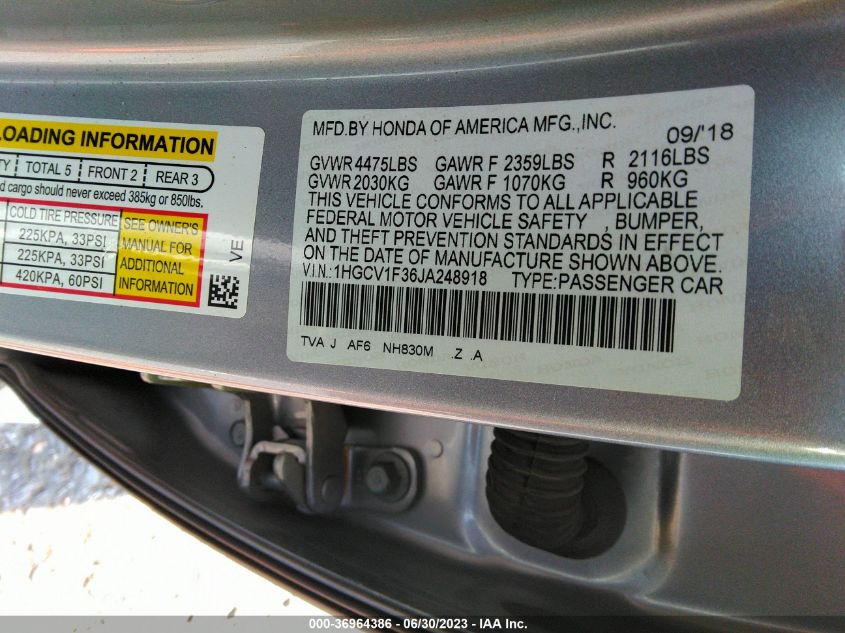 LOADING INFORMATION
TOTAL 5 FRONT 2 REAR 3
cargo should never exceed 385kg or 850lbs.
COLD TIRE PRESSURE
225KPA, 33PSI
225KPA, 33PSI
420KPA, 60PSI
SEE OWNER'S
MANUAL FOR
ADDITIONAL
INFORMATION
VE
MFD.BY HONDA OF AMERICA MFG.,INC. 09/'18
GVWR 4475LBS GAWR F 2359LBS R 2116LBS
GVWR 2030KG GAWR F 1070KG R 960KG
THIS VEHICLE CONFORMS TO ALL APPLICABLE
FEDERAL MOTOR VEHICLE SAFETY , BUMPER,
AND THEFT PREVENTION STANDARDS IN EFFECT
ON THE DATE OF MANUFACTURE SHOWN ABOVE.
V.I.N.:1HGCV1F36JA248918 TYPE:PASSENGER CAR
TVA J AF6 NH830M .Z .A
000-36964386 - 06/30/2023 - © IAA Inc.